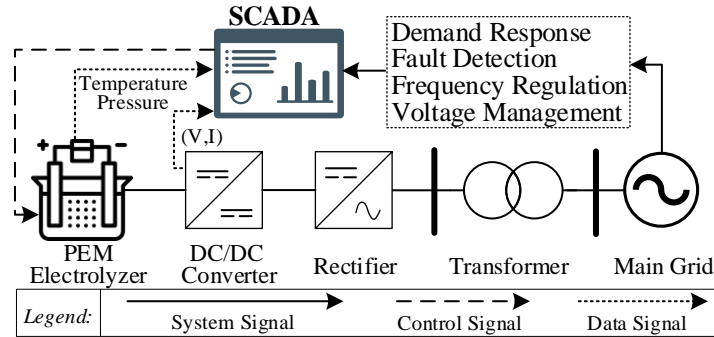 SCADA
Demand Response
Fault Detection
Frequency Regulation
Voltage Management
Temperature
Pressure
(V,I)
PEM
Electrolyzer
DC/DC
Converter
Rectifier
Transformer
Main Grid
Legend:
System Signal
Control Signal
Data Signal